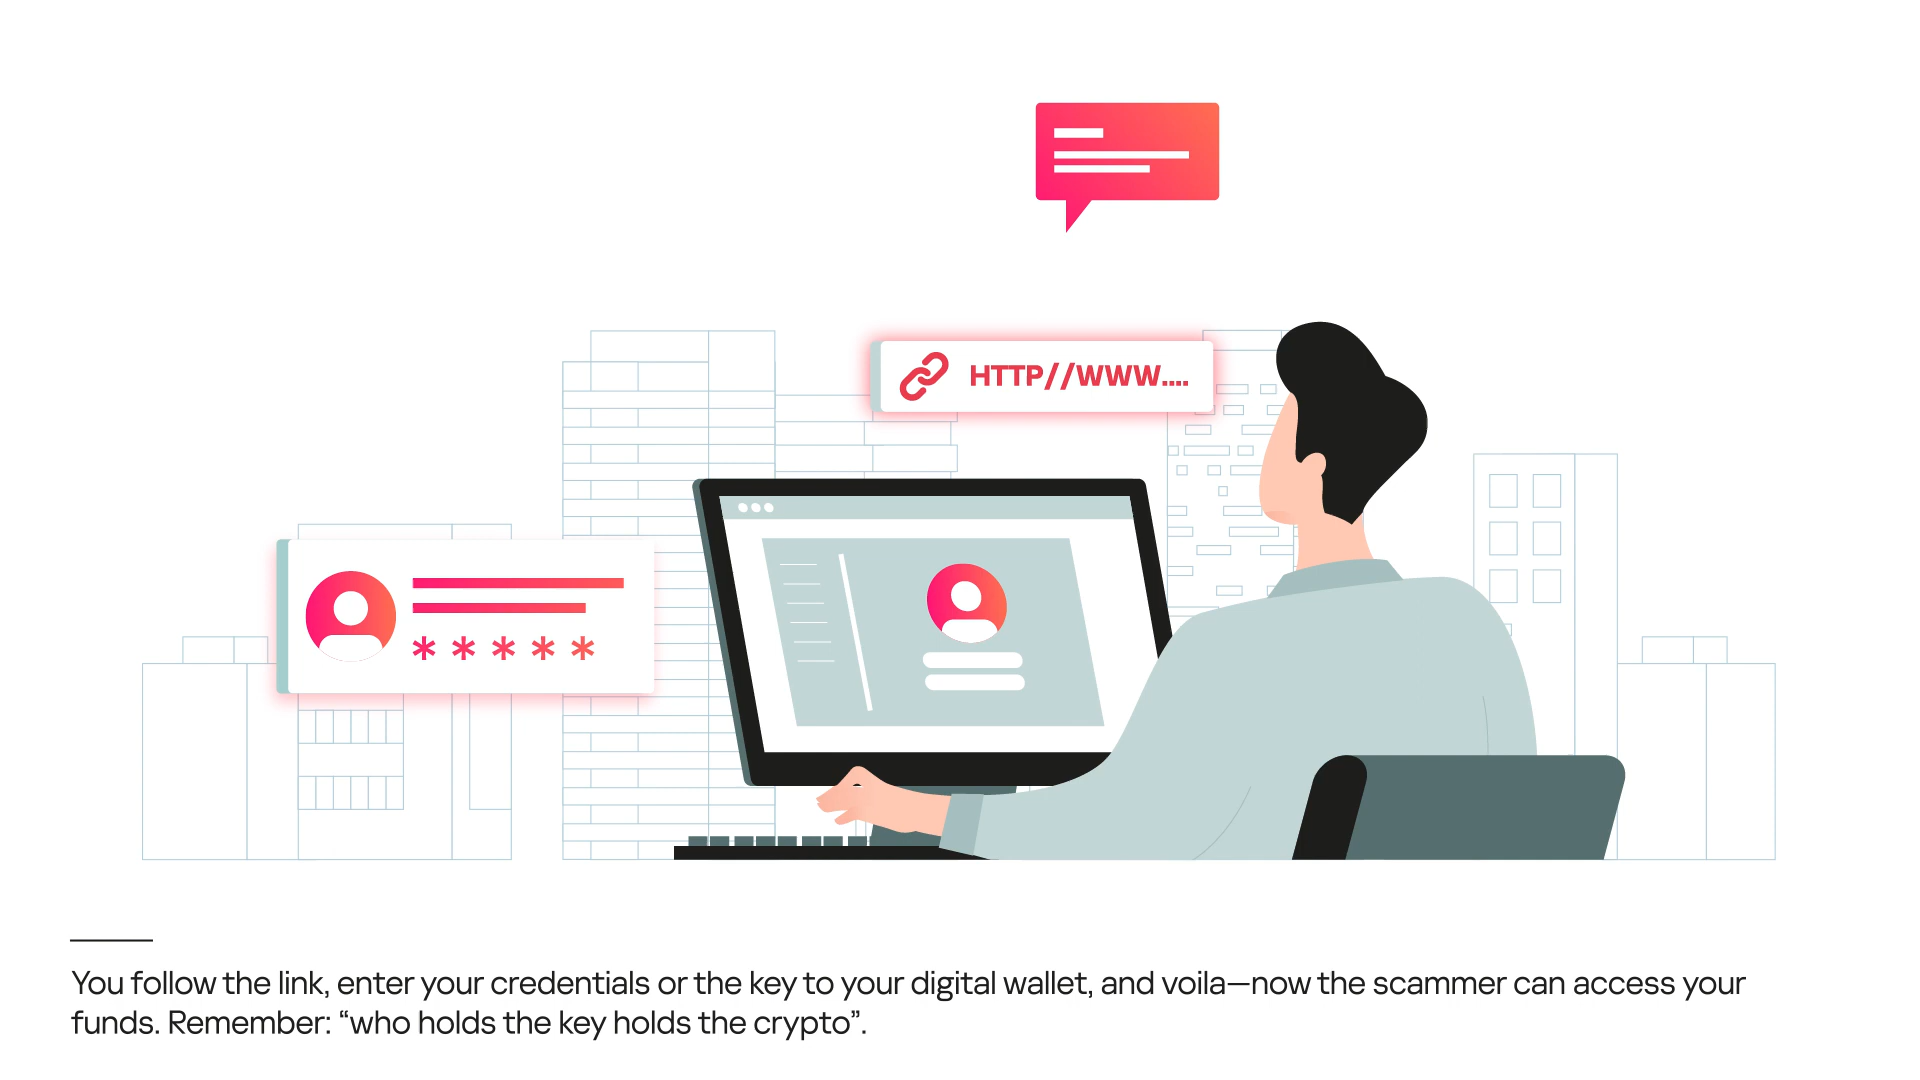 HTTP//WWW....
* * * * *
You follow the link, enter your credentials or the key to your digital wallet, and voila—now the scammer can access your
funds. Remember: “who holds the key holds the crypto”.